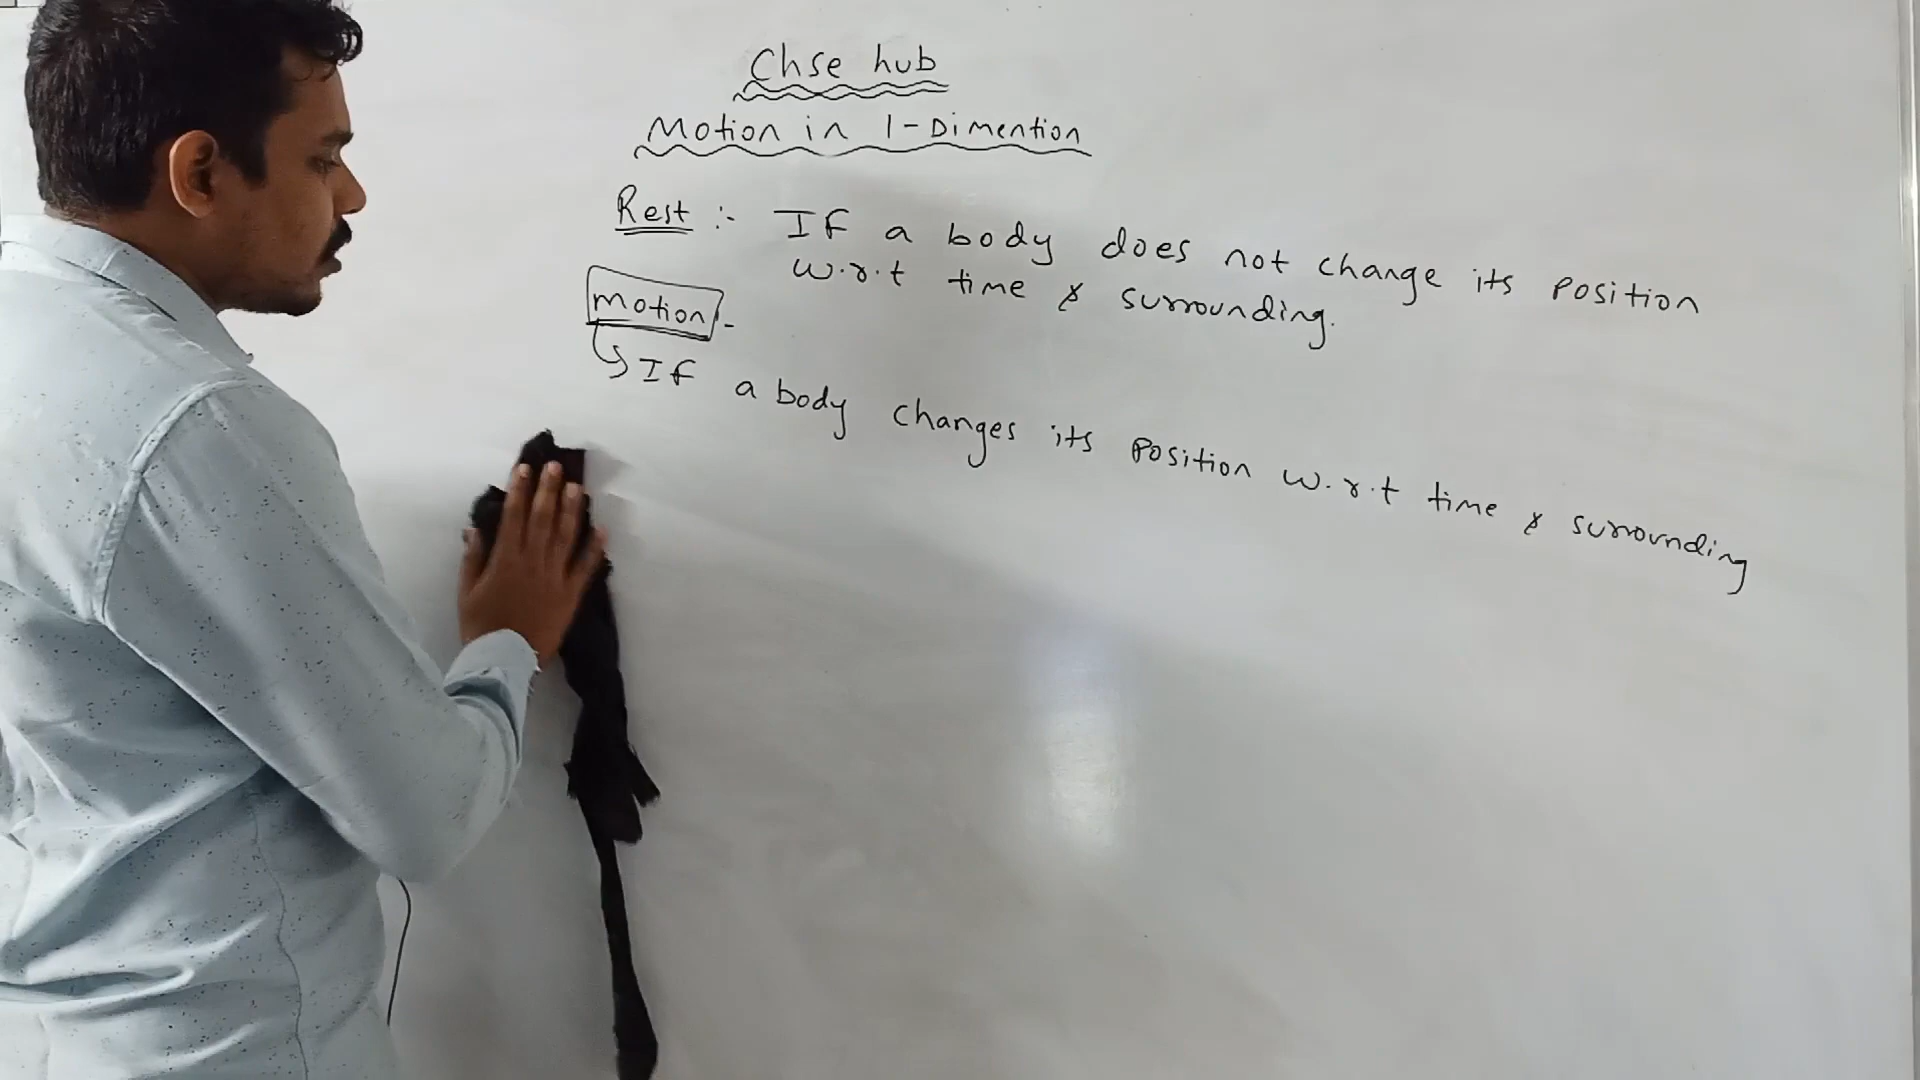 Chse hub
Motion in 1-Dimention
Rest :- If a body does not change its position
w.r.t time & surrounding.
Motion :-
If a body changes its position w.r.t time & surrounding